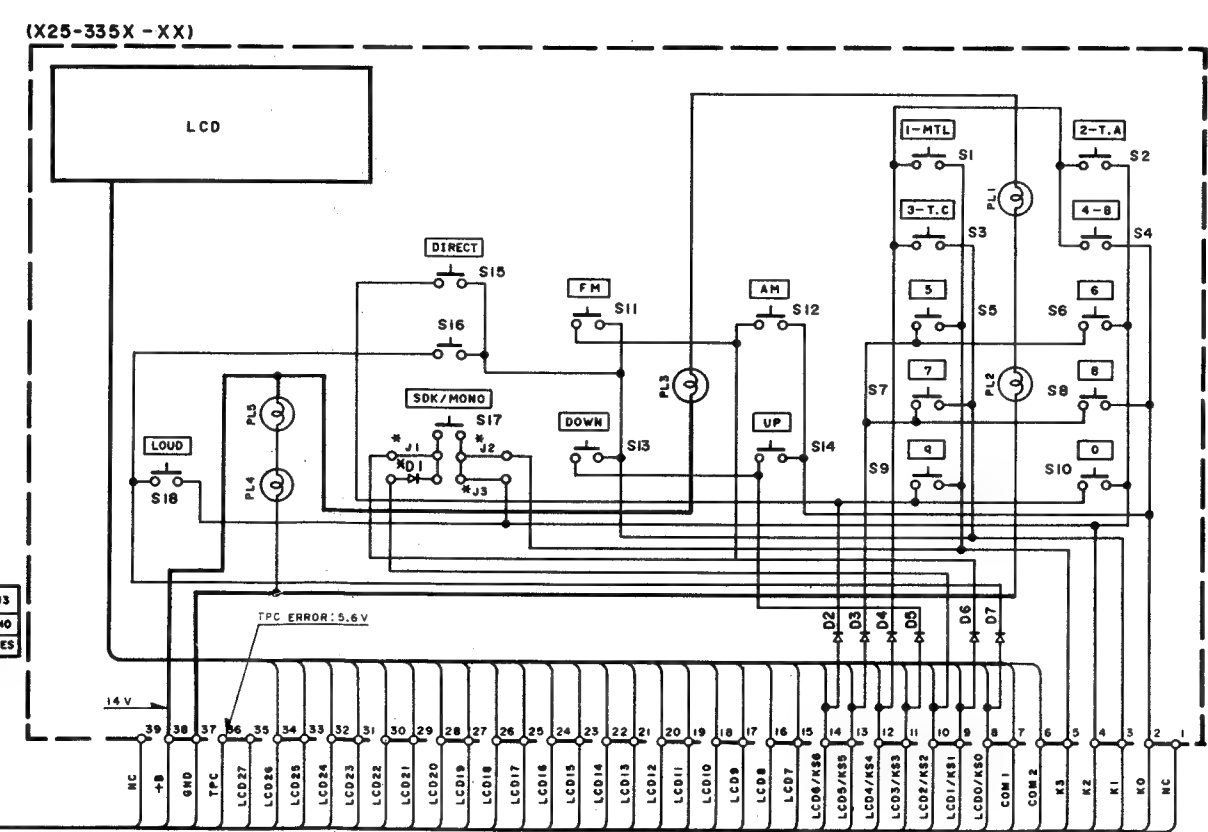 (X25-335X-XX)
LCD
1-MTL
S1
2-T.A
S2
PL1
3-T.C
S3
4-8
S4
DIRECT
S15
FM
S11
AM
S12
5
S5
6
S6
S16
PL3
7
S7
PL2
8
S8
SDK/MONO
S17
PL5
LOUD
S18
PL4
* J1
* J2
*D1
*J3
DOWN
S13
UP
S14
9
S9
0
S10
13
NO
ES
TPC ERROR:5.6V
D2
D3
D4
D5
D6
D7
14V
39
38
37
36
35
34
33
32
31
30
29
28
27
26
25
24
23
22
21
20
19
18
17
16
15
14
13
12
11
10
9
8
7
6
5
4
3
2
1
NC
+B
GND
TPC
LCD27
LCD26
LCD25
LCD24
LCD23
LCD22
LCD21
LCD20
LCD19
LCD18
LCD17
LCD16
LCD15
LCD14
LCD13
LCD12
LCD11
LCD10
LCD9
LCD8
LCD7
LCD6/KS6
LCD5/KS5
LCD4/KS4
LCD3/KS3
LCD2/KS2
LCD1/KS1
LCD0/KS0
COM1
COM2
K3
K2
K1
K0
NC